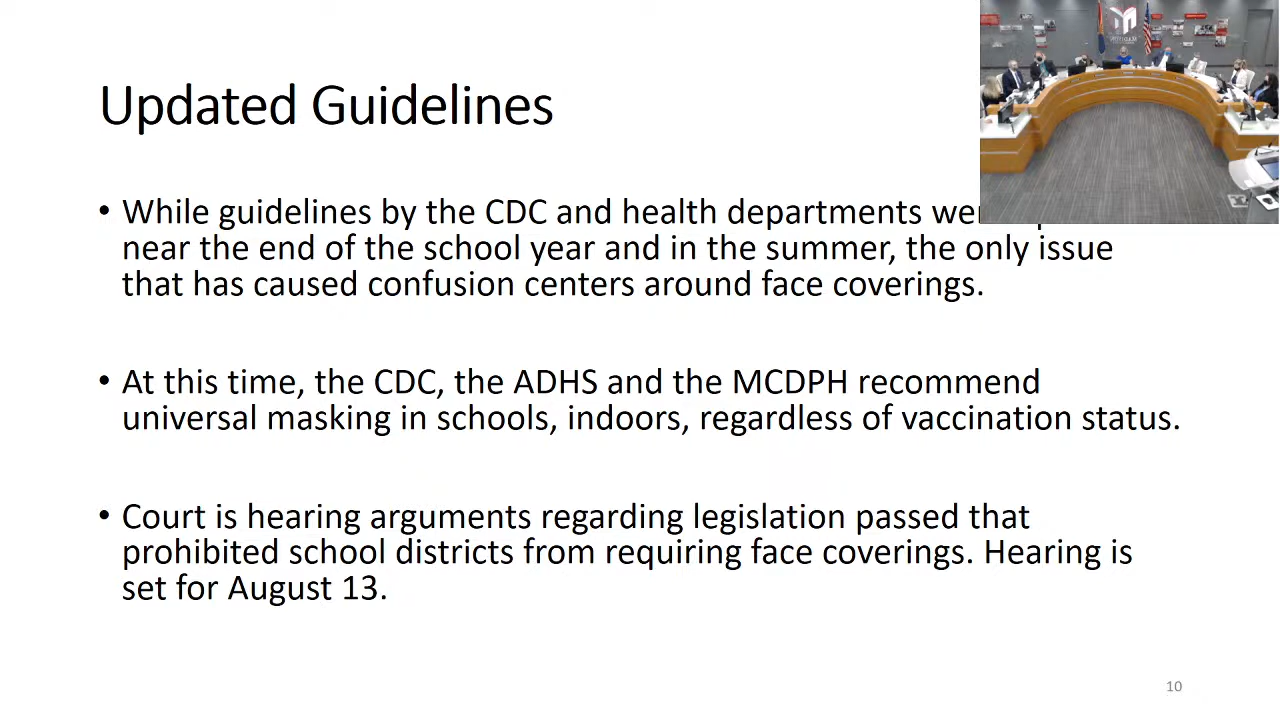 Updated Guidelines
• While guidelines by the CDC and health departments
near the end of the school year and in the summer, the only issue
that has caused confusion centers around face coverings.
• At this time, the CDC, the ADHS and the MCDPH recommend
universal masking in schools, indoors, regardless of vaccination status.
• Court is hearing arguments regarding legislation passed that
prohibited school districts from requiring face coverings. Hearing is
set for August 13.
10